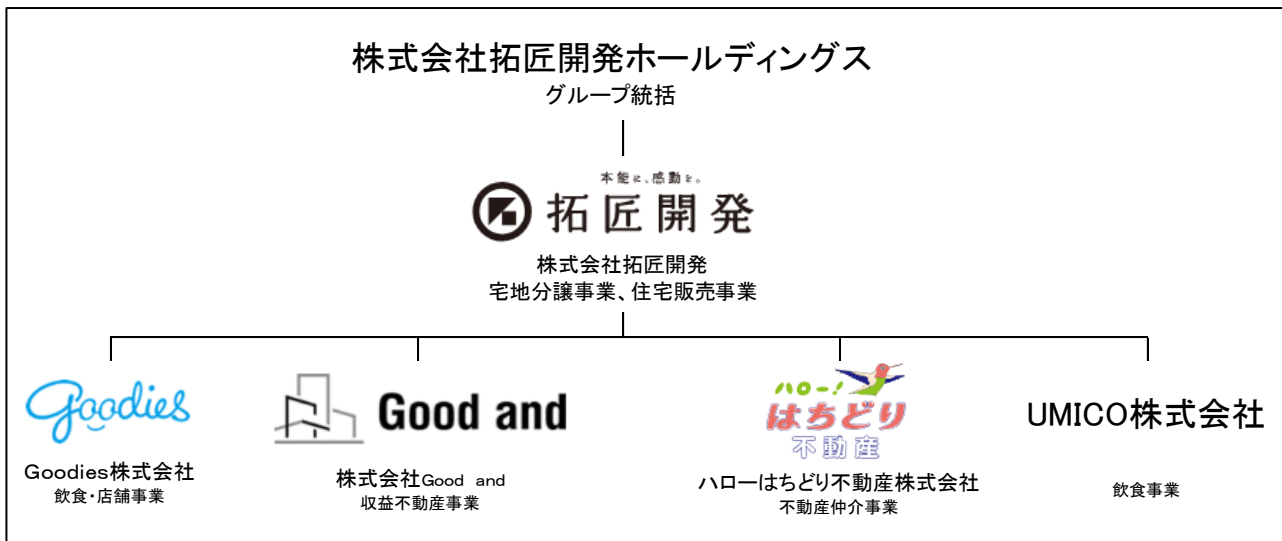 株式会社拓匠開発ホールディングス
グループ統括
本能に、感動を。
拓匠開発
株式会社拓匠開発
宅地分譲事業、住宅販売事業
Goodies
Goodies株式会社
飲食・店舗事業
Good and
株式会社Good and
収益不動産事業
ハロー!
はちどり
不動産
ハローはちどり不動産株式会社
不動産仲介事業
UMICO株式会社
飲食事業